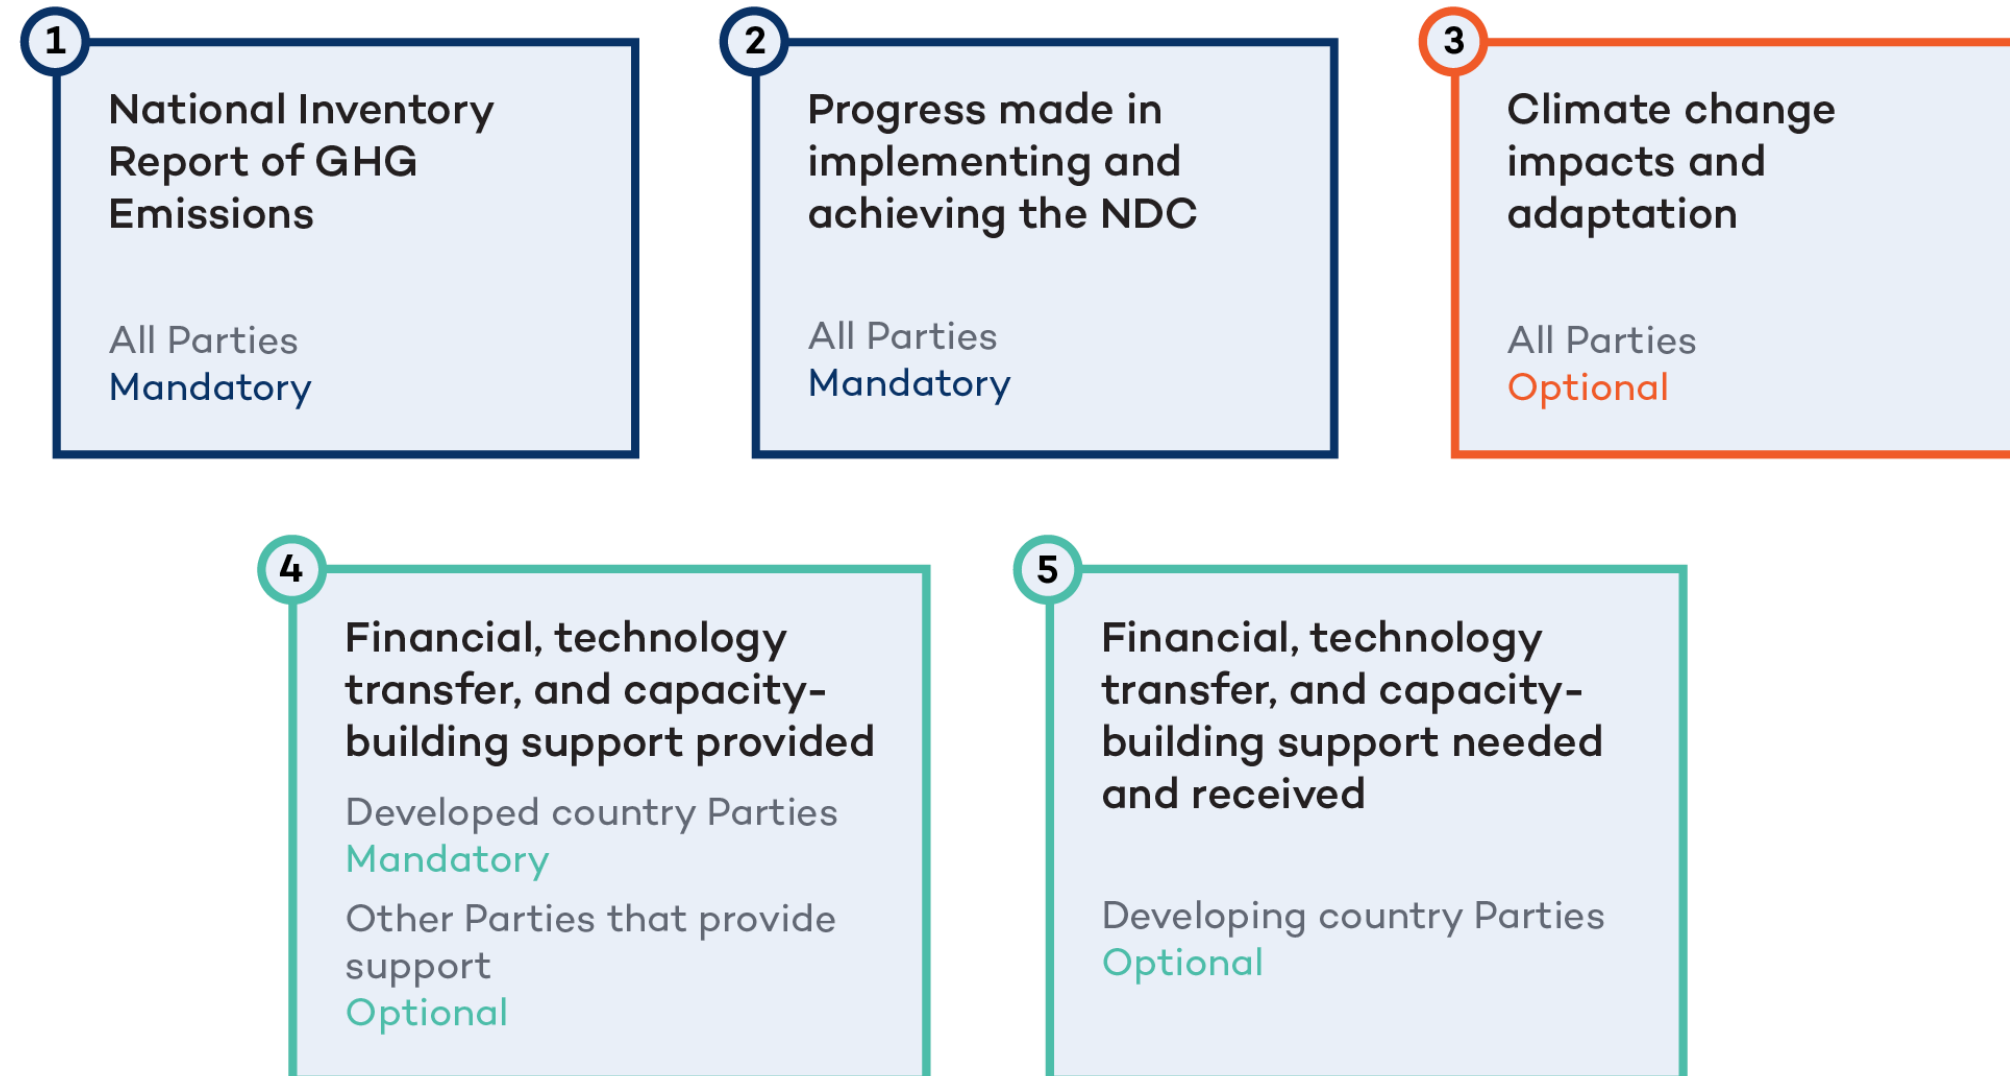 1
National Inventory
Report of GHG
Emissions
All Parties
Mandatory
2
Progress made in
implementing and
achieving the NDC
All Parties
Mandatory
3
Climate change
impacts and
adaptation
All Parties
Optional
4
Financial, technology
transfer, and capacity-
building support provided
Developed country Parties
Mandatory
Other Parties that provide
support
Optional
5
Financial, technology
transfer, and capacity-
building support needed
and received
Developing country Parties
Optional